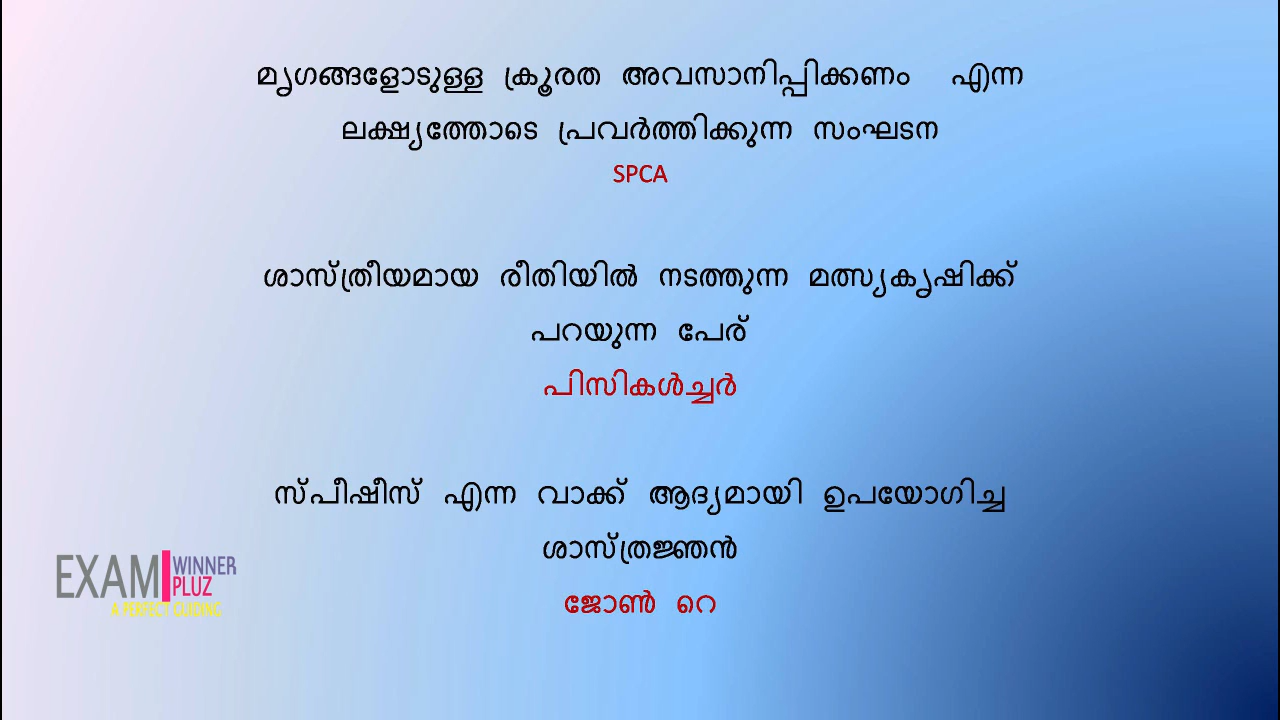 മൃഗങ്ങളോടുള്ള ക്രൂരത അവസാനിപ്പിക്കണം എന്ന
ലക്ഷ്യത്തോടെ പ്രവർത്തിക്കുന്ന സംഘടന
SPCA
ശാസ്ത്രീയമായ രീതിയിൽ നടത്തുന്ന മത്സ്യകൃഷിക്ക്
പറയുന്ന പേര്
പിസികൾച്ചർ
സ്പീഷീസ് എന്ന വാക്ക് ആദ്യമായി ഉപയോഗിച്ച
ശാസ്ത്രജ്ഞൻ
ജോൺ റെ
EXAM WINNER
PLUZ
A PERFECT GUIZING